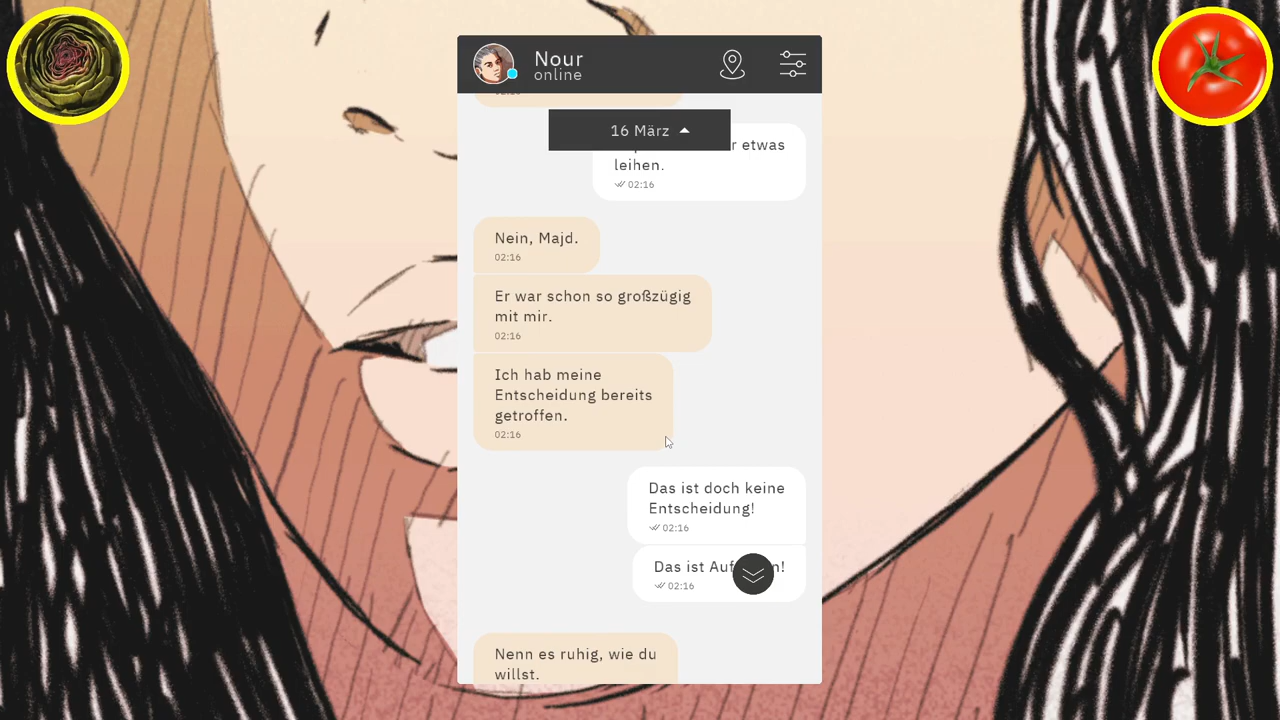 Nour
online
16 März
etwas
leihen.
02:16
Nein, Majd.
02:16
Er war schon so großzügig
mit mir.
02:16
Ich hab meine
Entscheidung bereits
getroffen.
02:16
Das ist doch keine
Entscheidung!
02:16
Das ist
02:16
Nenn es ruhig, wie du
willst.